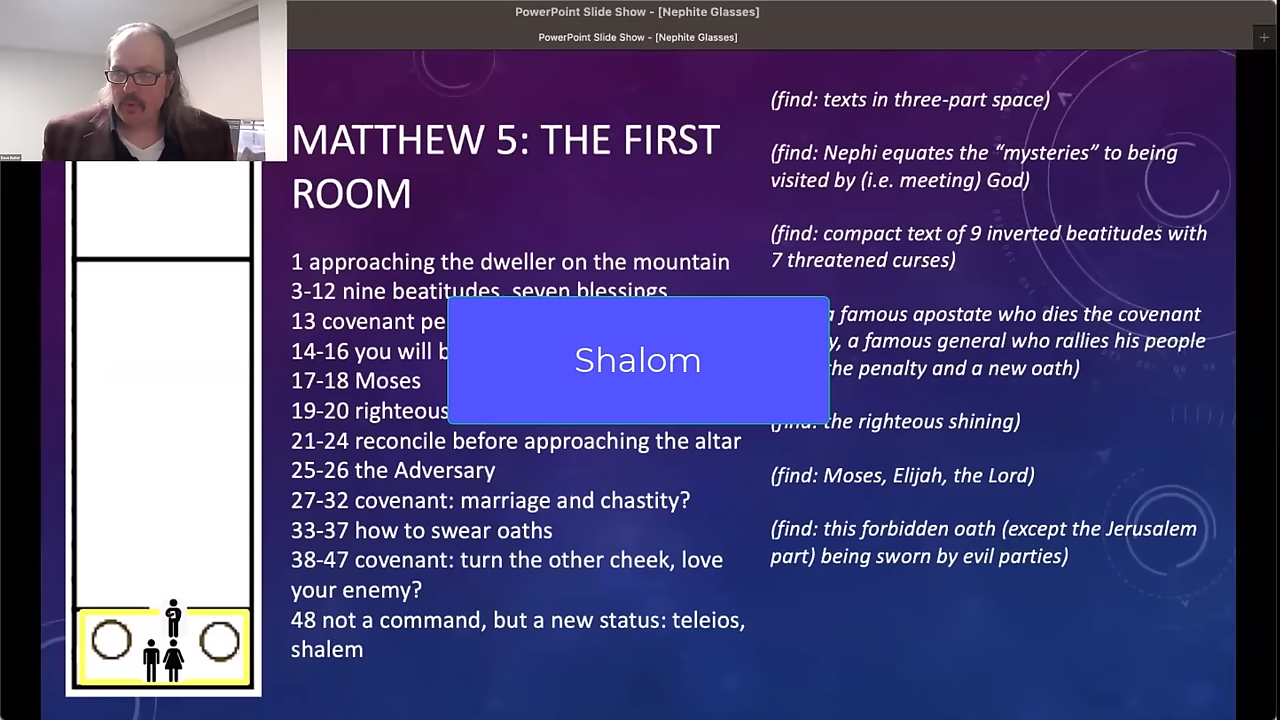 PowerPoint Slide Show - [Nephite Glasses]
PowerPoint Slide Show - [Nephite Glasses]
MATTHEW 5: THE FIRST
ROOM
1 approaching the dweller on the mountain
3-12 nine beatitudes, seven blessings
13 covenant pe
14-16 you will b
17-18 Moses
19-20 righteous
21-24 reconcile before approaching the altar
25-26 the Adversary
27-32 covenant: marriage and chastity?
33-37 how to swear oaths
38-47 covenant: turn the other cheek, love
your enemy?
48 not a command, but a new status: teleios,
shalem
(find: texts in three-part space)
(find: Nephi equates the “mysteries” to being
visited by (i.e. meeting) God)
(find: compact text of 9 inverted beatitudes with
7 threatened curses)
a famous apostate who dies the covenant
y, a famous general who rallies his people
the penalty and a new oath)
(find: the righteous shining)
(find: Moses, Elijah, the Lord)
(find: this forbidden oath (except the Jerusalem
part) being sworn by evil parties)
Shalom